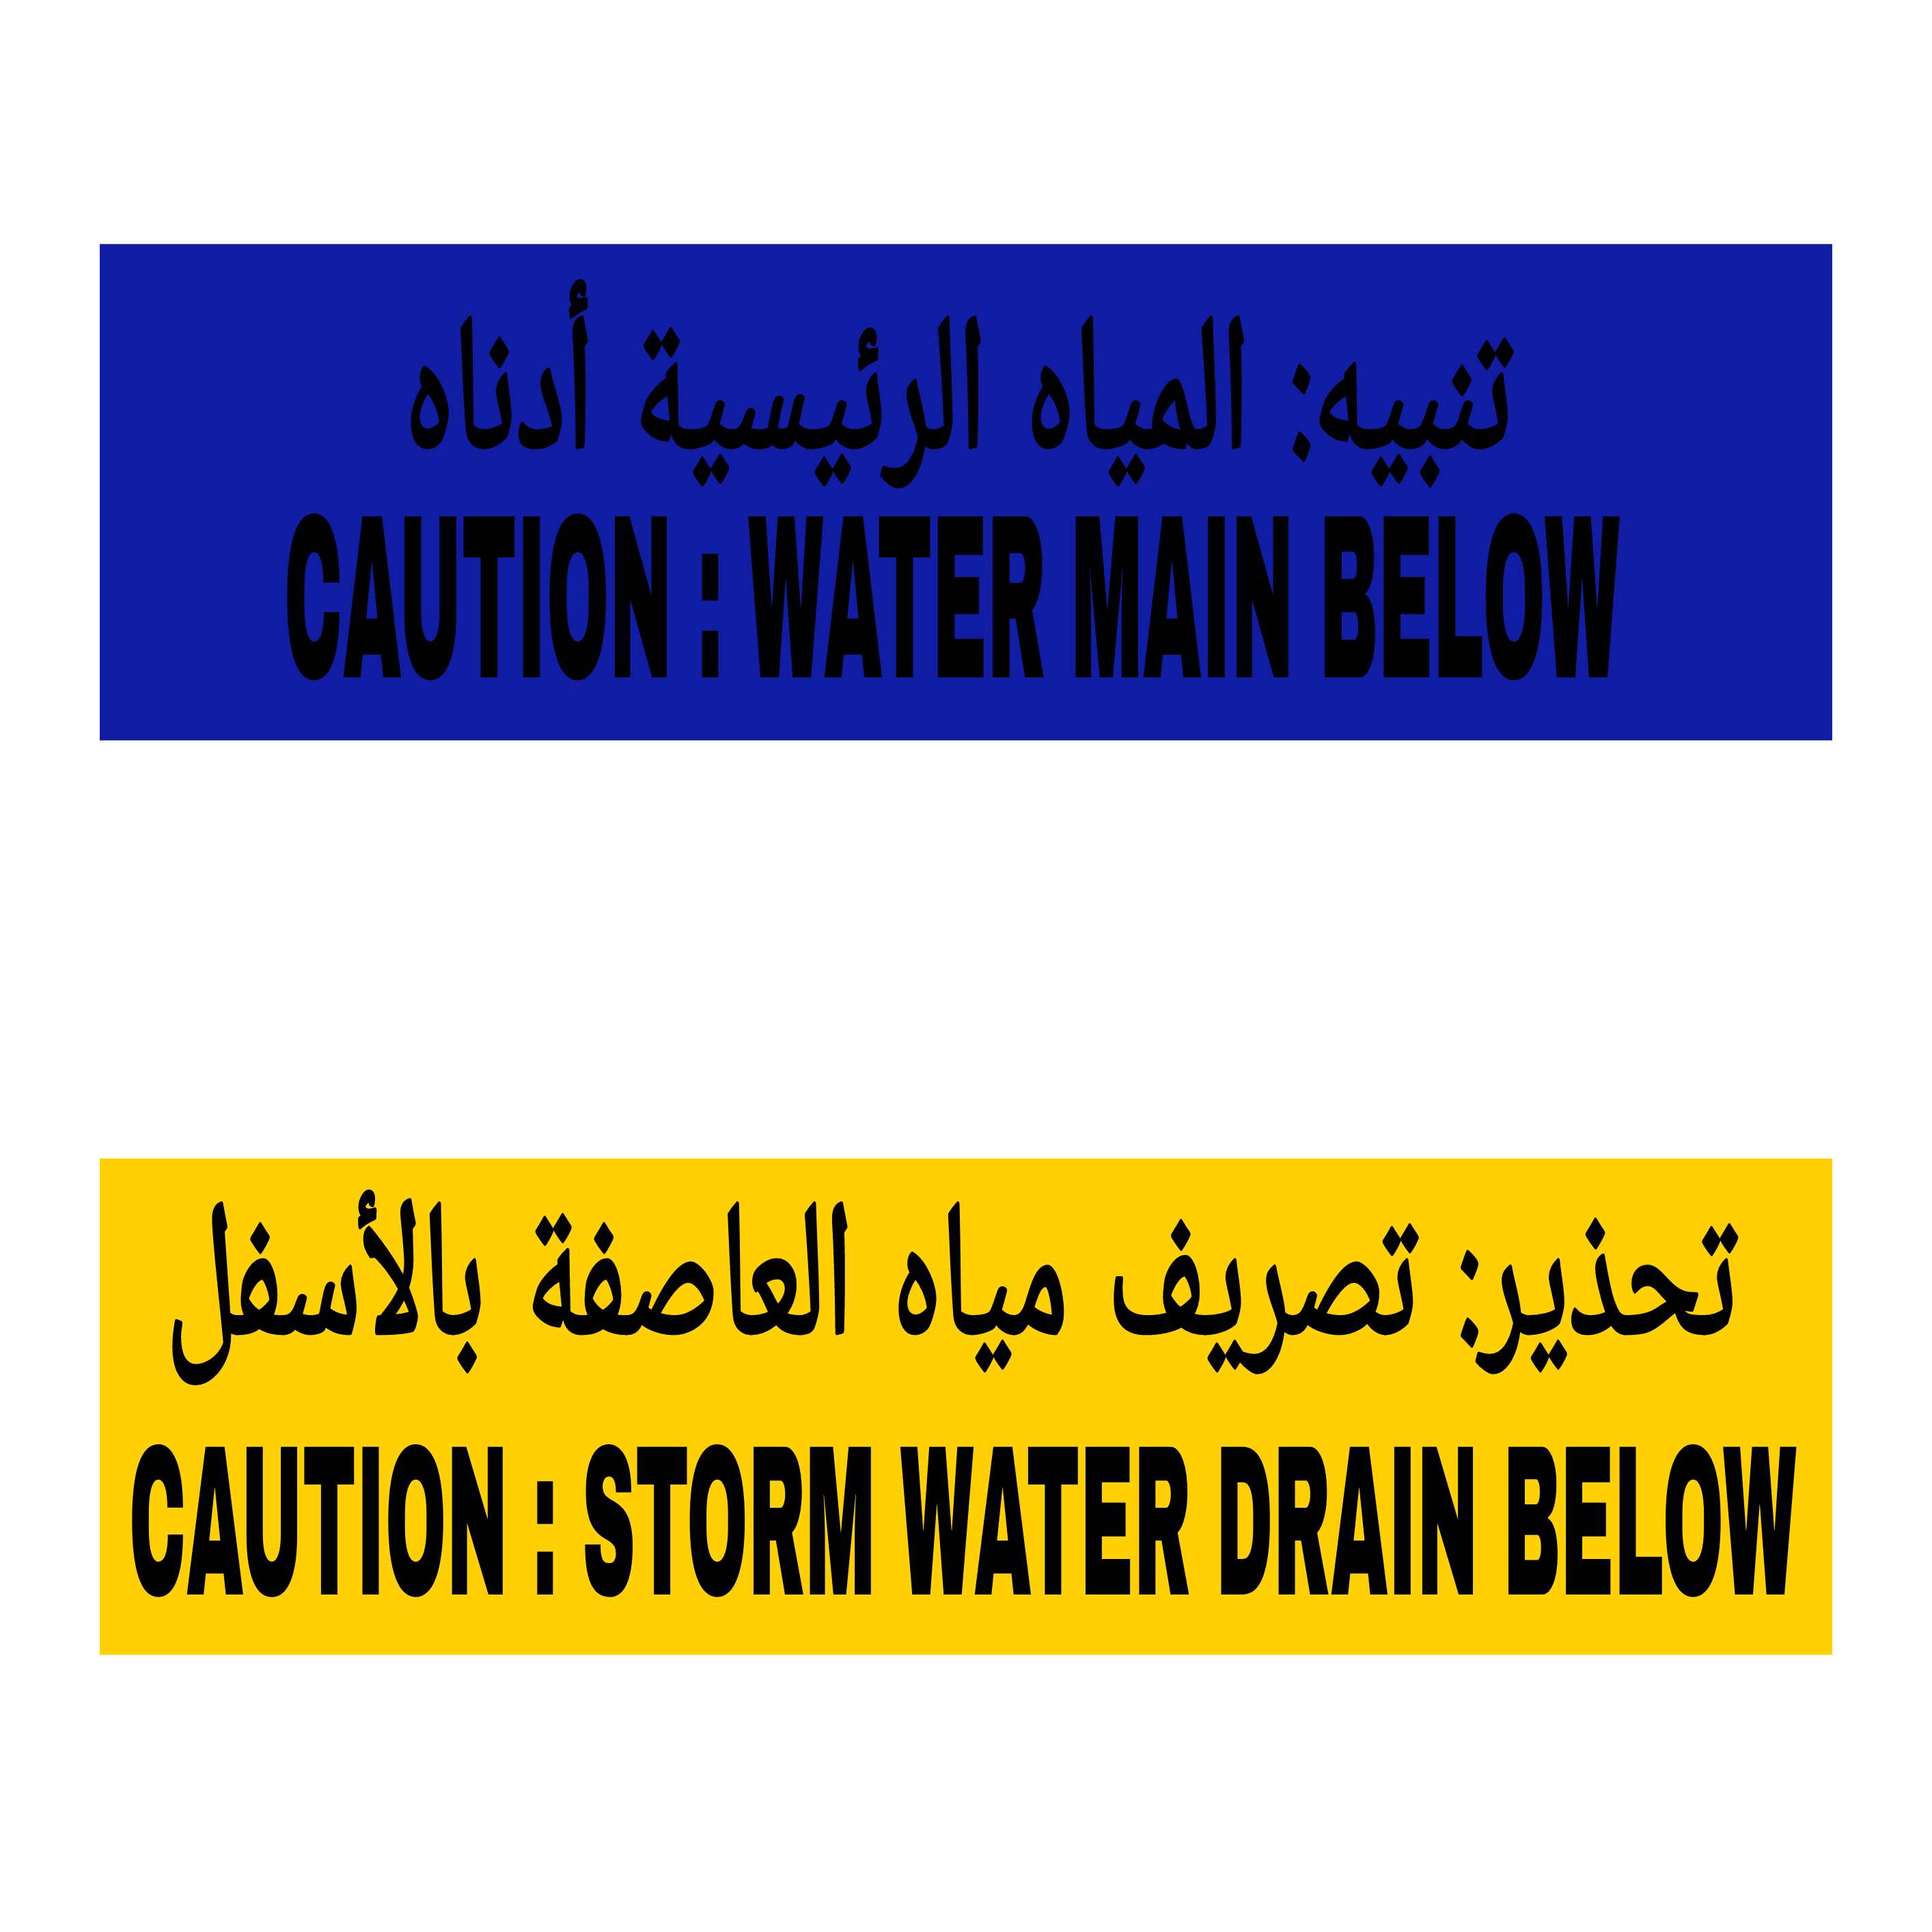 تنبيه: المياه الرئيسية أدناه
CAUTION : WATER MAIN BELOW
تحذير: تصريف مياه العاصفة بالأسفل
CAUTION : STORM WATER DRAIN BELOW